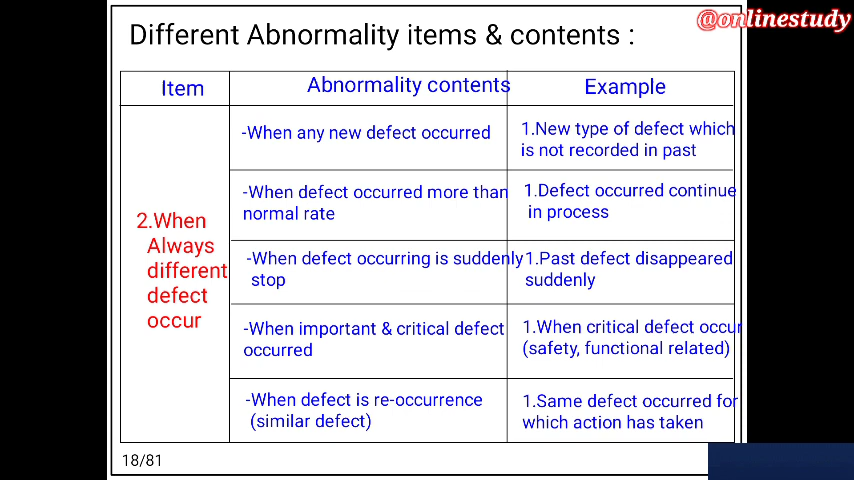 @onlinestudy
Different Abnormality items & contents :
Item
Abnormality contents
Example
2.When
Always
different
defect
occur
-When any new defect occurred
1.New type of defect which
is not recorded in past
-When defect occurred more than
normal rate
1.Defect occurred continue
in process
-When defect occurring is suddenly
stop
1.Past defect disappeared
suddenly
-When important & critical defect
occurred
1.When critical defect occur
(safety, functional related)
-When defect is re-occurrence
(similar defect)
1.Same defect occurred for
which action has taken
18/81